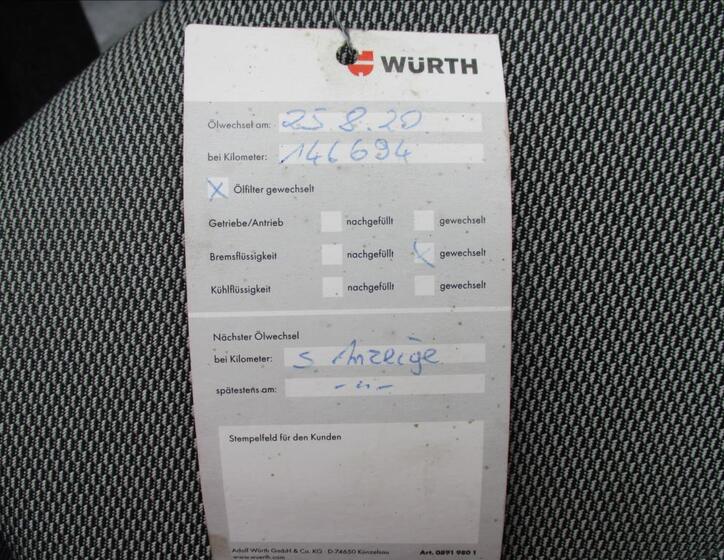 WÜRTH
Ölwechsel am: 25.8.20
bei Kilometer: 146694
X Ölfilter gewechselt
Getriebe/Antrieb nachgefüllt gewechselt
Bremsflüssigkeit nachgefüllt X gewechselt
Kühlflüssigkeit nachgefüllt gewechselt
Nächster Ölwechsel
bei Kilometer: s Anzeige
spätestens am: -"-
Stempelfeld für den Kunden
Adolf Würth GmbH & Co. KG · D-74650 Künzelsau Art. 0891 980 1
www.wuerth.com